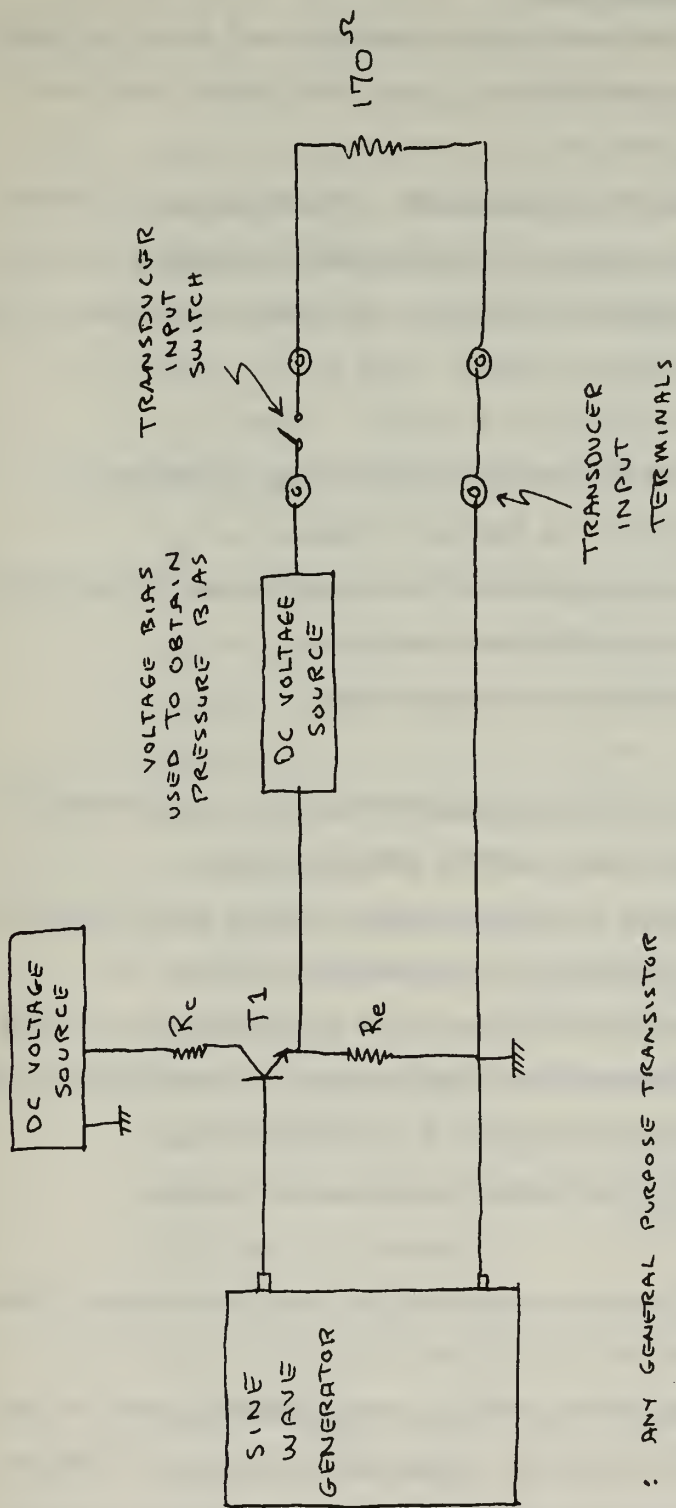 DC VOLTAGE
SOURCE
Rc
T1
Re
SINE
WAVE
GENERATOR
VOLTAGE BIAS
USED TO OBTAIN
PRESSURE BIAS
DC VOLTAGE
SOURCE
TRANSDUCER
INPUT
SWITCH
170 Ω
TRANSDUCER
INPUT
TERMINALS
: ANY GENERAL PURPOSE TRANSISTOR